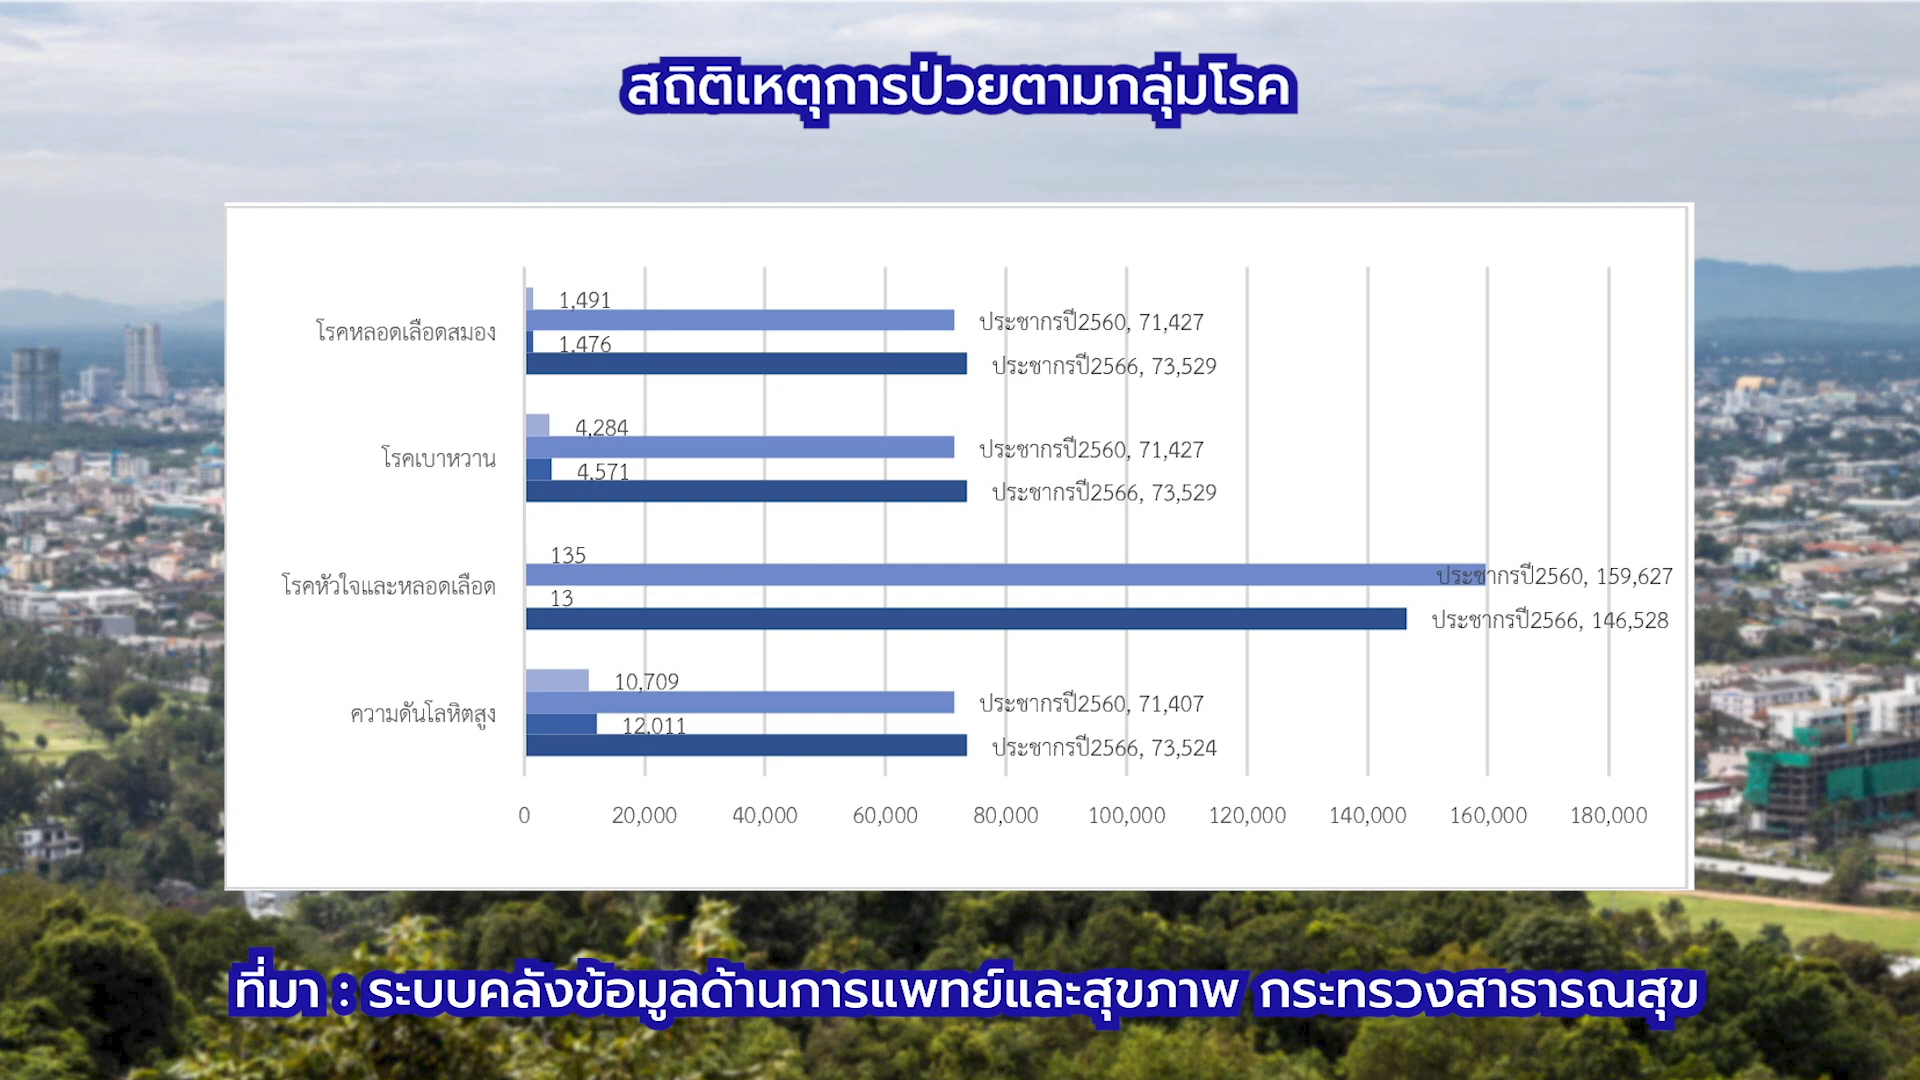 สถิติเหตุการป่วยตามกลุ่มโรค
1,491
โรคหลอดเลือดสมอง
ประชากรปี2560, 71,427
1,476
ประชากรปี2566, 73,529
4,284
โรคเบาหวาน
ประชากรปี2560, 71,427
4,571
ประชากรปี2566, 73,529
135
โรคหัวใจและหลอดเลือด
ประชากรปี2560, 159,627
13
ประชากรปี2566, 146,528
10,709
ความดันโลหิตสูง
ประชากรปี2560, 71,407
12,011
ประชากรปี2566, 73,524
0 20,000 40,000 60,000 80,000 100,000 120,000 140,000 160,000 180,000
ที่มา : ระบบคลังข้อมูลด้านการแพทย์และสุขภาพ กระทรวงสาธารณสุข